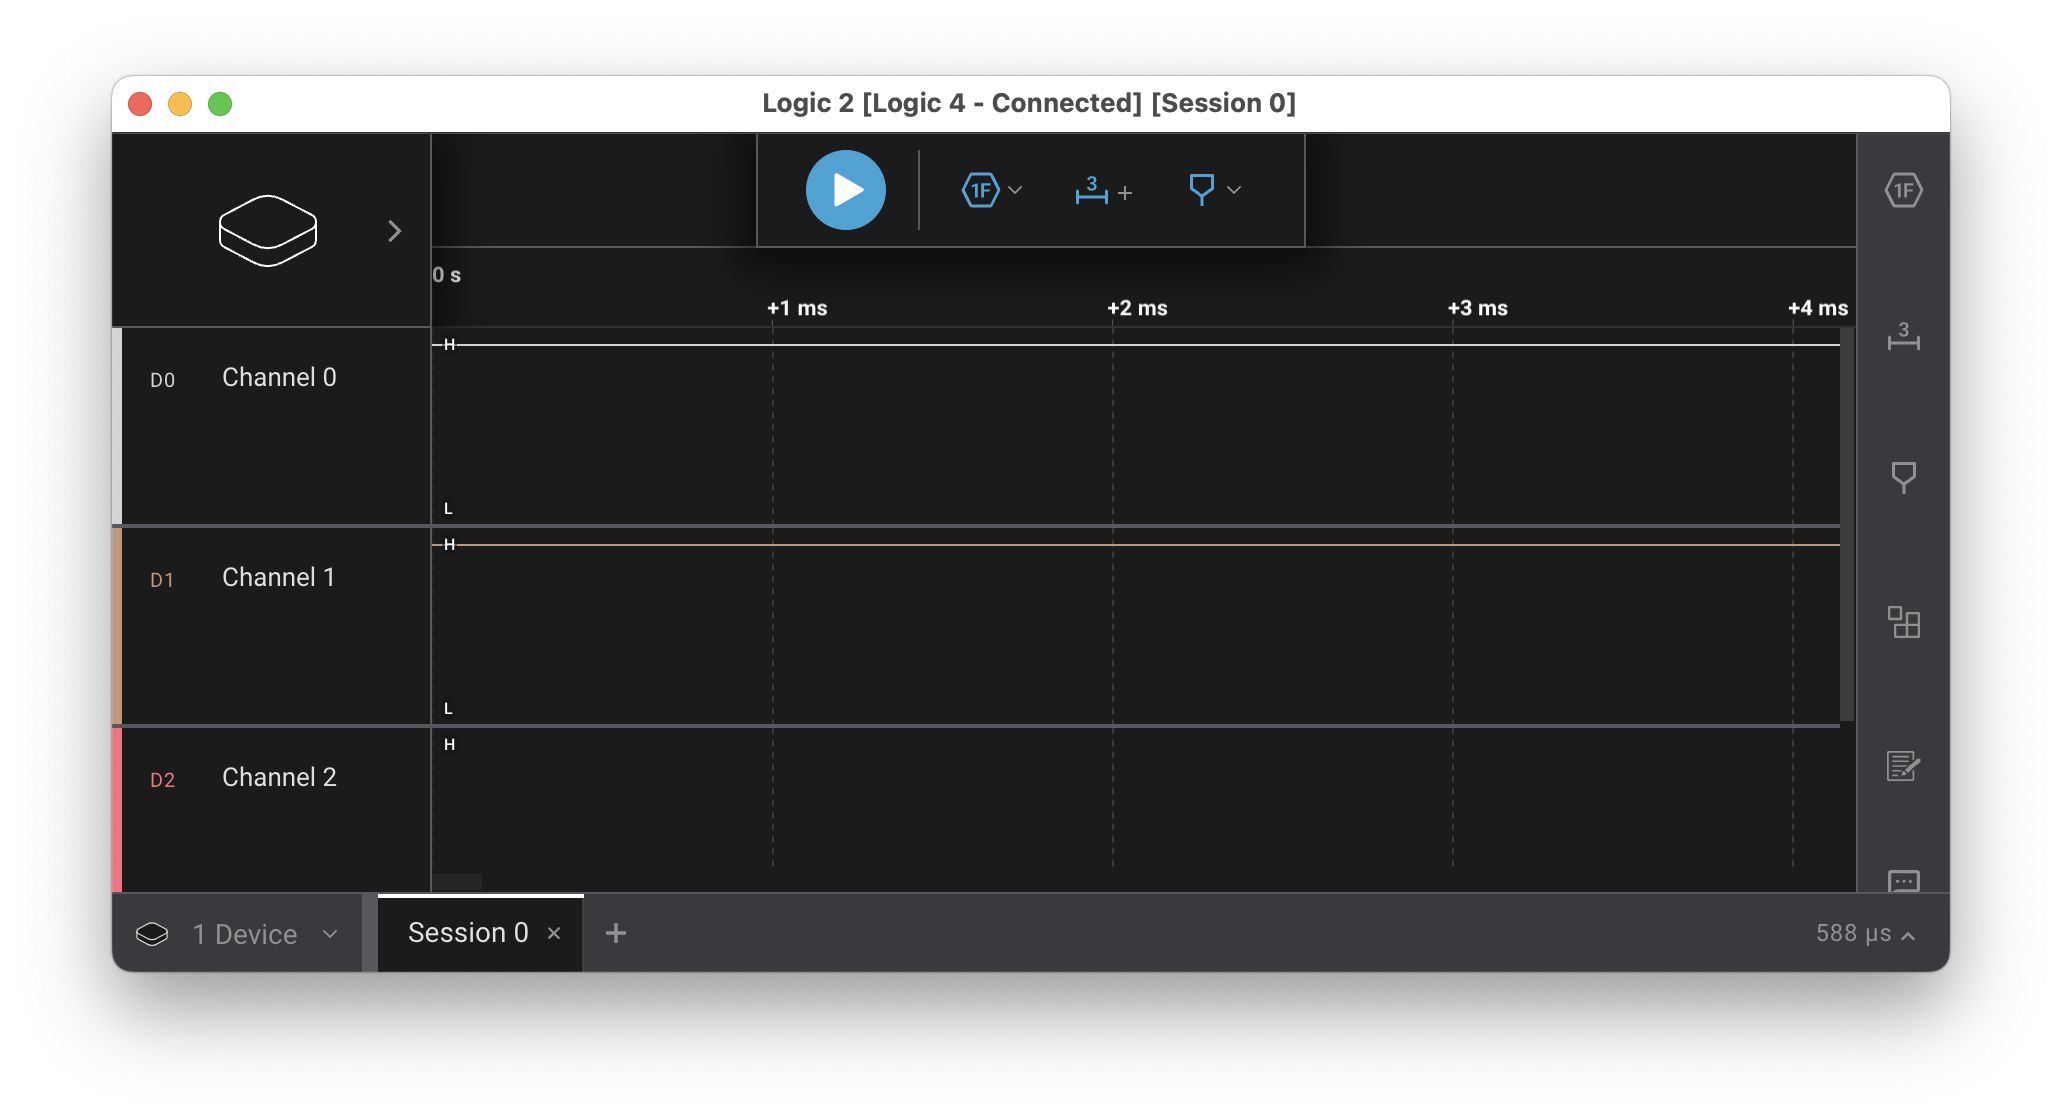 Logic 2 [Logic 4 - Connected] [Session 0]
1F
3
1F
0 s
+1 ms
+2 ms
+3 ms
+4 ms
3
H
D0
Channel 0
L
H
D1
Channel 1
L
H
D2
Channel 2
1 Device
Session 0
588 µs